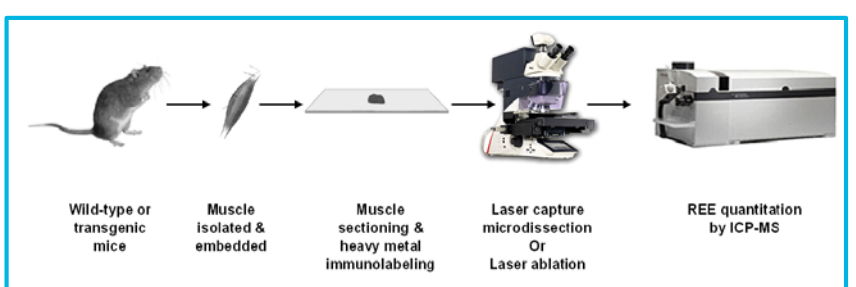 Wild-type or
transgenic
mice
Muscle
isolated &
embedded
Muscle
sectioning &
heavy metal
immunolabeling
Laser capture
microdissection
Or
Laser ablation
REE quantitation
by ICP-MS